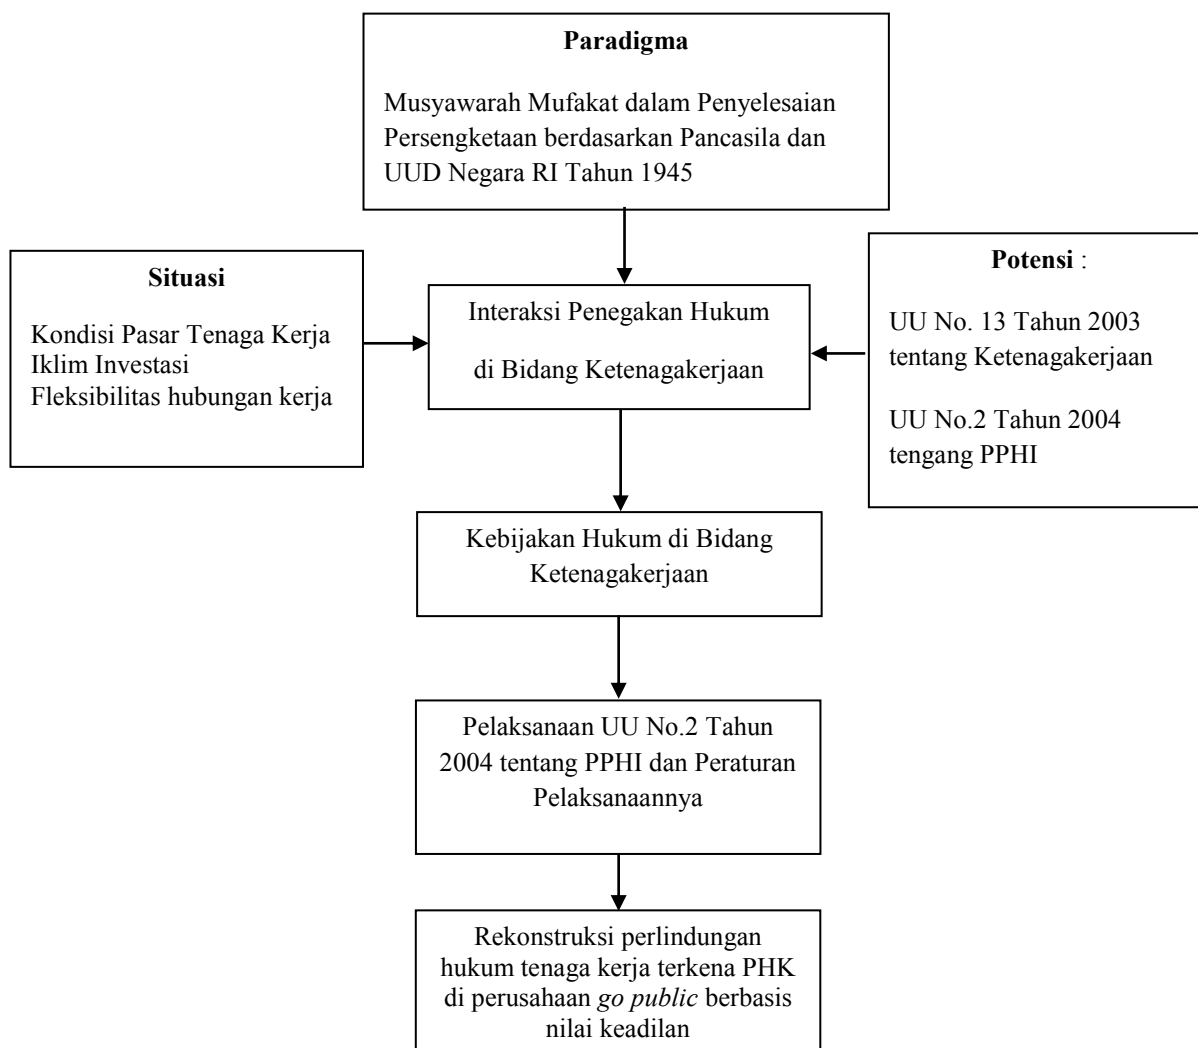 Paradigma
Musyawarah Mufakat dalam Penyelesaian
Persengketaan berdasarkan Pancasila dan
UUD Negara RI Tahun 1945
Situasi
Kondisi Pasar Tenaga Kerja
Iklim Investasi
Fleksibilitas hubungan kerja
Interaksi Penegakan Hukum
di Bidang Ketenagakerjaan
Potensi :
UU No. 13 Tahun 2003
tentang Ketenagakerjaan
UU No.2 Tahun 2004
tengang PPHI
Kebijakan Hukum di Bidang
Ketenagakerjaan
Pelaksanaan UU No.2 Tahun
2004 tentang PPHI dan Peraturan
Pelaksanaannya
Rekonstruksi perlindungan
hukum tenaga kerja terkena PHK
di perusahaan go public berbasis
nilai keadilan